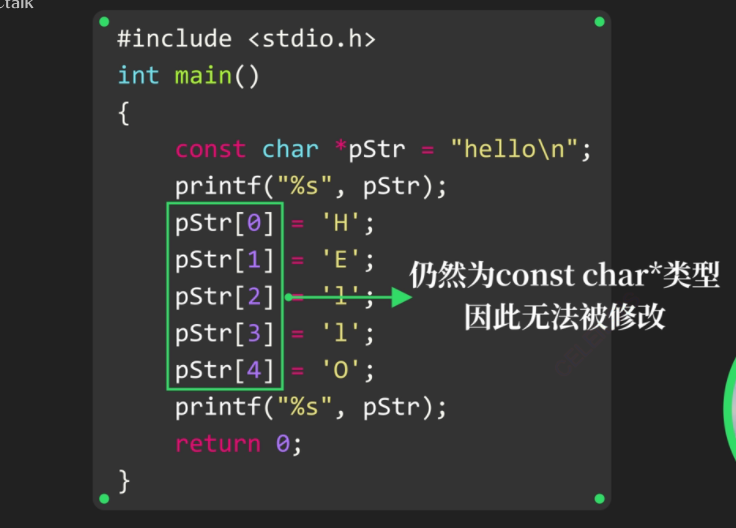 #include <stdio.h>
int main()
{
    const char *pStr = "hello\n";
    printf("%s", pStr);
    pStr[0] = 'H';
    pStr[1] = 'E';
    pStr[2] = 'l';
    pStr[3] = 'l';
    pStr[4] = 'O';
    printf("%s", pStr);
    return 0;
}
仍然为const char*类型
因此无法被修改